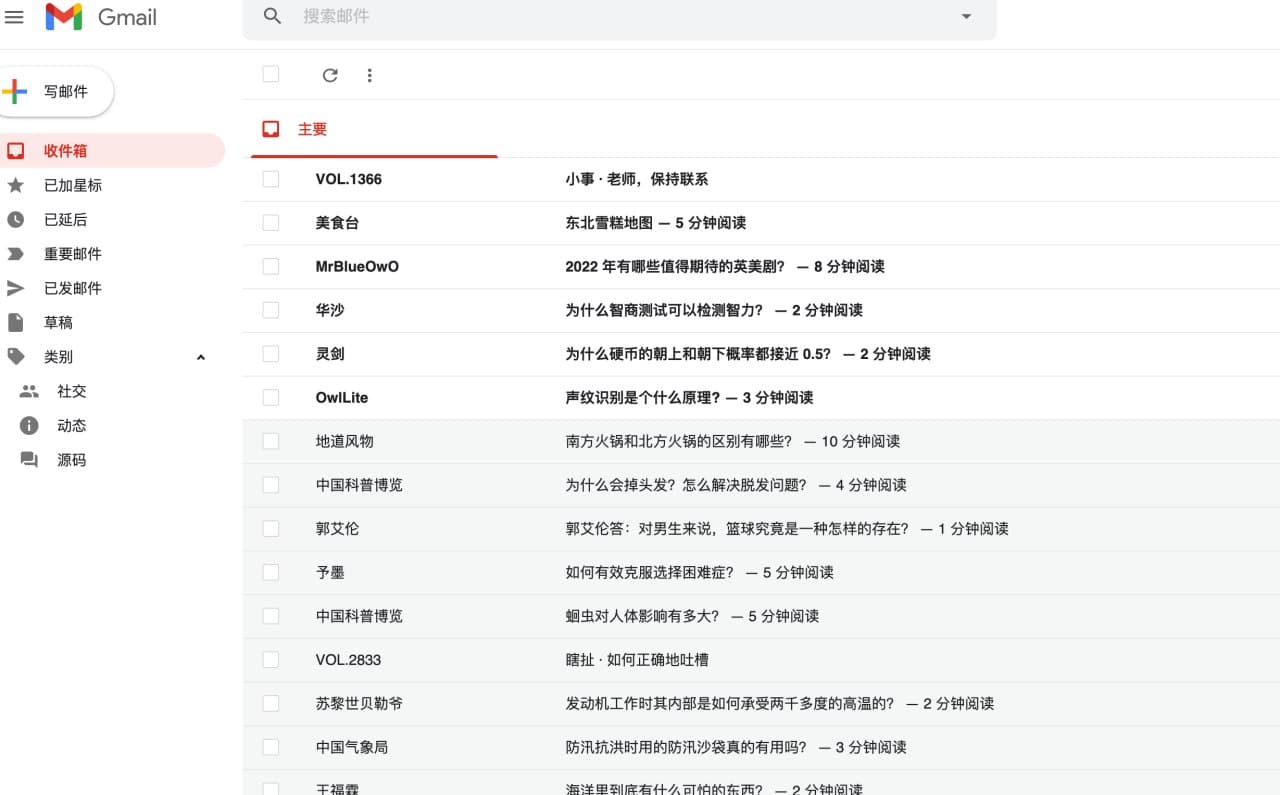 Gmail
搜索邮件
写邮件
收件箱
已加星标
已延后
重要邮件
已发邮件
草稿
类别
社交
动态
源码
主要
VOL.1366 小事 · 老师，保持联系
美食台 东北雪糕地图 — 5 分钟阅读
MrBlueOwO 2022 年有哪些值得期待的英美剧？ — 8 分钟阅读
华沙 为什么智商测试可以检测智力？ — 2 分钟阅读
灵剑 为什么硬币的朝上和朝下概率都接近 0.5？ — 2 分钟阅读
OwlLite 声纹识别是个什么原理? — 3 分钟阅读
地道风物 南方火锅和北方火锅的区别有哪些？ — 10 分钟阅读
中国科普博览 为什么会掉头发？怎么解决脱发问题？ — 4 分钟阅读
郭艾伦 郭艾伦答：对男生来说，篮球究竟是一种怎样的存在？ — 1 分钟阅读
予墨 如何有效克服选择困难症？ — 5 分钟阅读
中国科普博览 蛔虫对人体影响有多大？ — 5 分钟阅读
VOL.2833 瞎扯 · 如何正确地吐槽
苏黎世贝勒爷 发动机工作时其内部是如何承受两千多度的高温的？ — 2 分钟阅读
中国气象局 防汛抗洪时用的防汛沙袋真的有用吗？ — 3 分钟阅读
王福霖 海洋里到底有什么可怕的东西？ — 2 分钟阅读